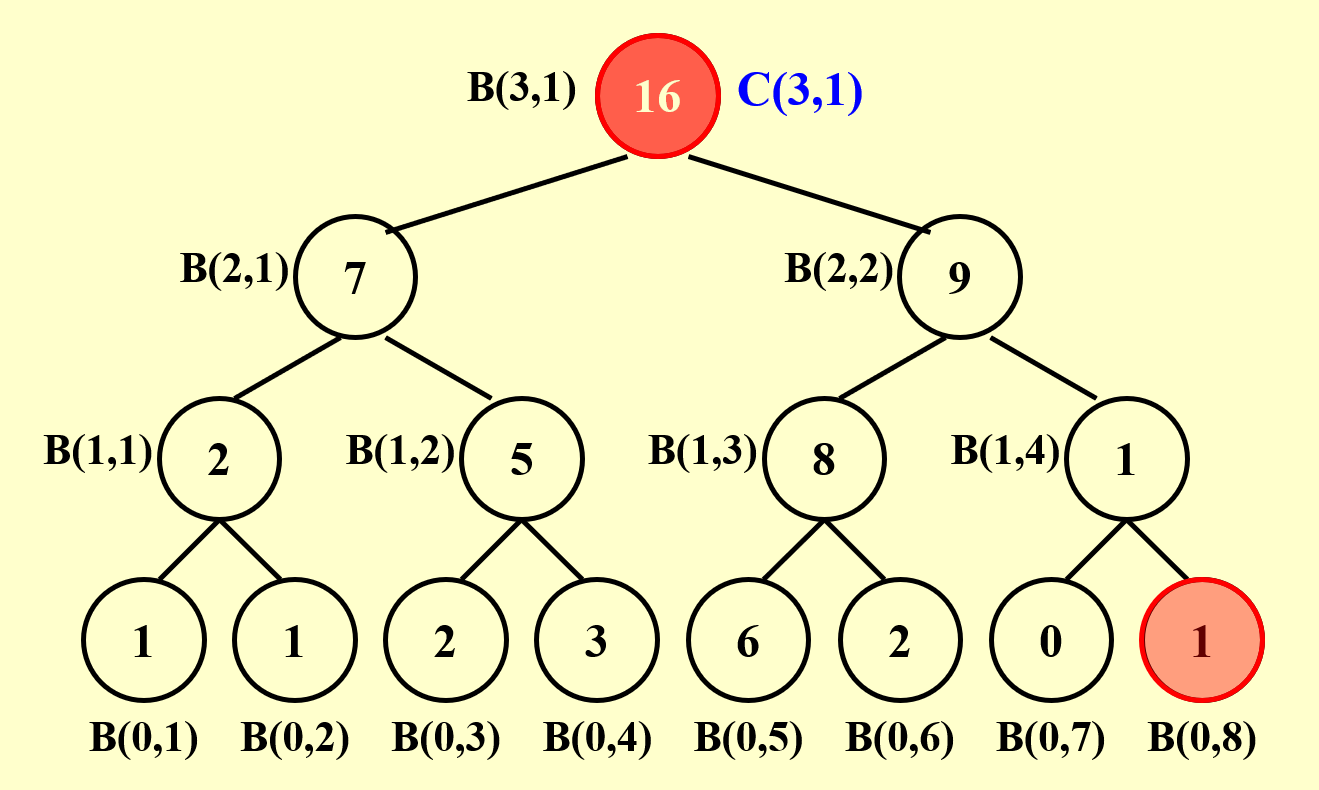 B(3,1) 16 C(3,1)
B(2,1) 7 B(2,2) 9
B(1,1) 2 B(1,2) 5 B(1,3) 8 B(1,4) 1
1 1 2 3 6 2 0 1
B(0,1) B(0,2) B(0,3) B(0,4) B(0,5) B(0,6) B(0,7) B(0,8)